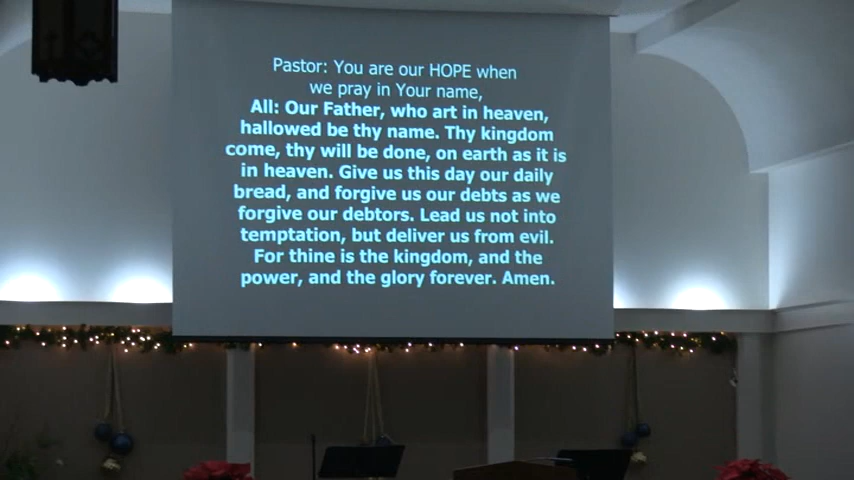 Pastor: You are our HOPE when
we pray in Your name,
All: Our Father, who art in heaven,
hallowed be thy name. Thy kingdom
come, thy will be done, on earth as it is
in heaven. Give us this day our daily
bread, and forgive us our debts as we
forgive our debtors. Lead us not into
temptation, but deliver us from evil.
For thine is the kingdom, and the
power, and the glory forever. Amen.